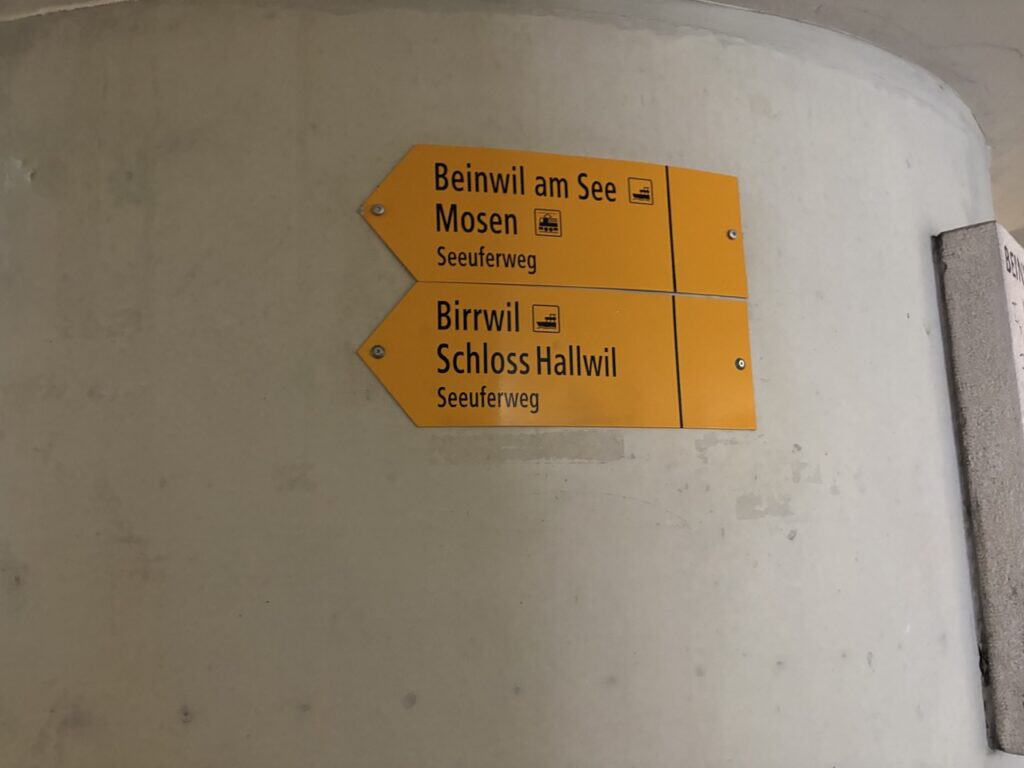 Beinwil am See
Mosen
Seeuferweg
Birrwil
Schloss Hallwil
Seeuferweg